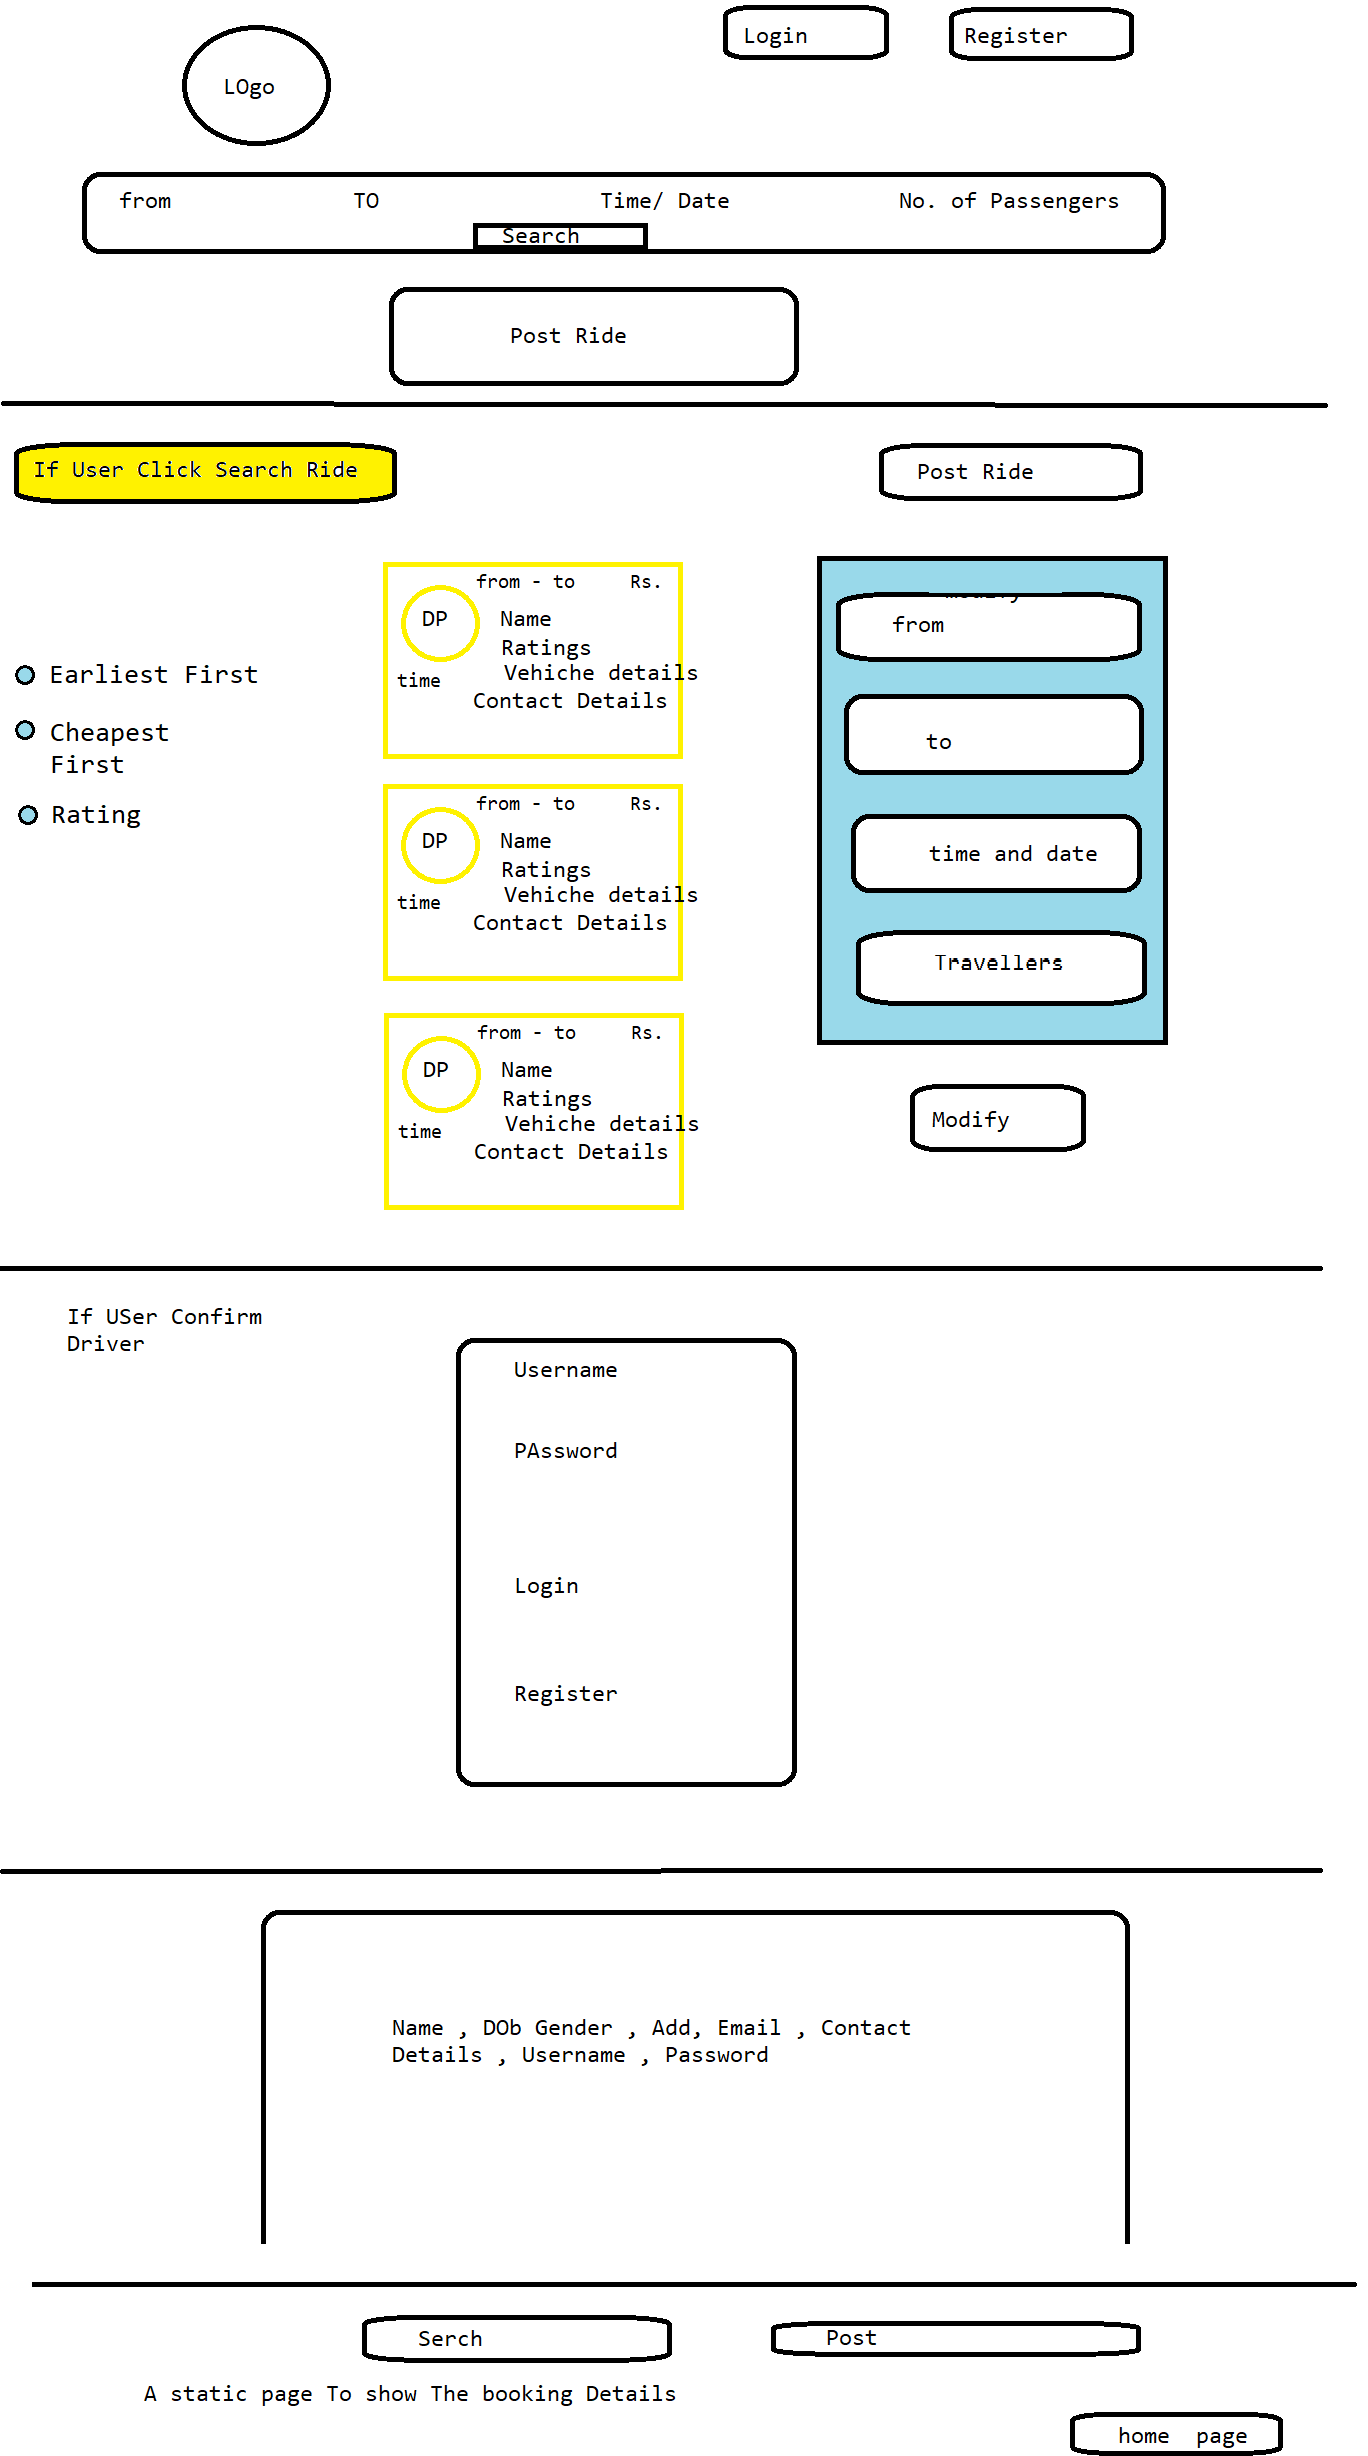 Login
Register
LOgo
from
TO
Time/ Date
No. of Passengers
Search
Post Ride
If User Click Search Ride
Post Ride
Earliest First
Cheapest
First
Rating
from - to Rs.
DP
Name
Ratings
Vehiche details
time
Contact Details
from - to Rs.
DP
Name
Ratings
Vehiche details
time
Contact Details
from - to Rs.
DP
Name
Ratings
Vehiche details
time
Contact Details
from
to
time and date
Travellers
Modify
If USer Confirm
Driver
Username
PAssword
Login
Register
Name , DOb Gender , Add, Email , Contact
Details , Username , Password
Serch
Post
A static page To show The booking Details
home page